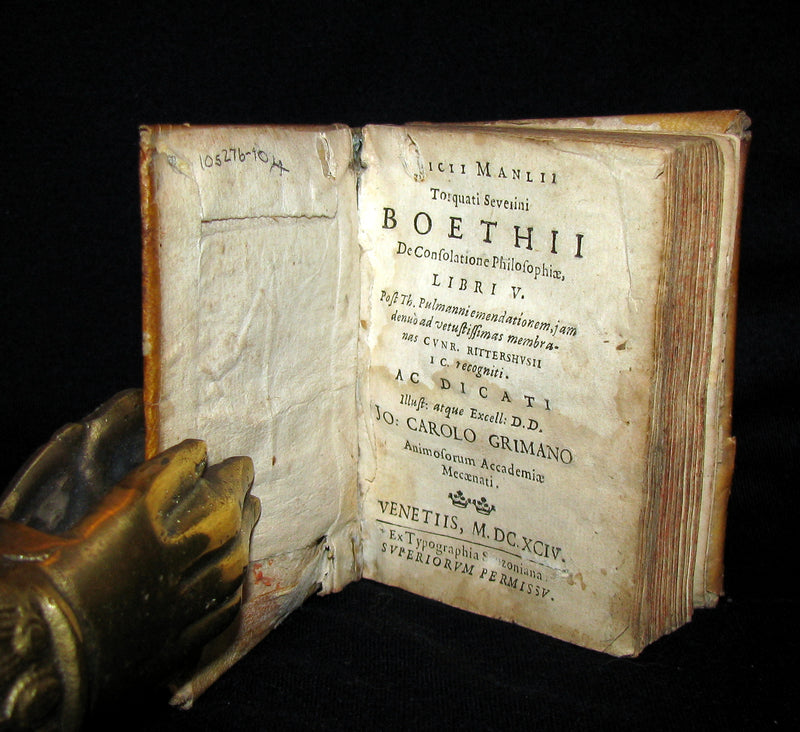 105276-104
ICII MANLII
Torquati Severini
BOETHII
De Conſolatione Philoſophiæ,
LIBRI V.
Poſt Th. Pulmanni emendationem, jam
denuò ad vetuſtiſſimas membra-
nas CVNR. RITTERSHVSII
IC. recogniti.
AC DICATI
Illuſt: atque Excell: D. D.
JO: CAROLO GRIMANO
Animoſorum Accademiæ
Mecænati.
VENETIIS, M. DC. XCIV.
Ex Typographia
SVPERIORVM PERMISSV.